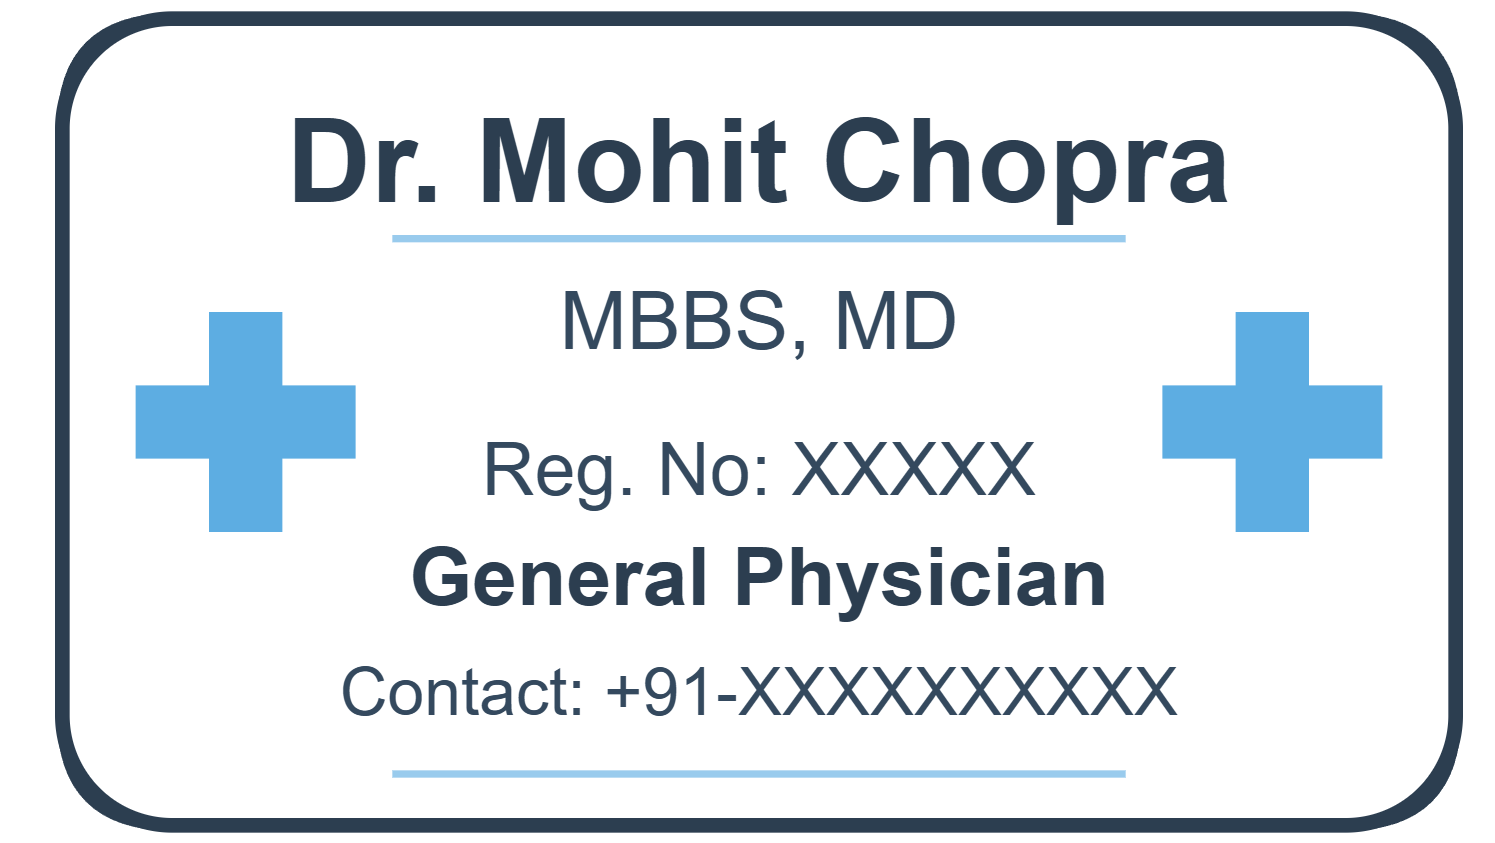 Dr. Mohit Chopra
MBBS, MD
Reg. No: XXXXX
General Physician
Contact: +91-XXXXXXXXXX